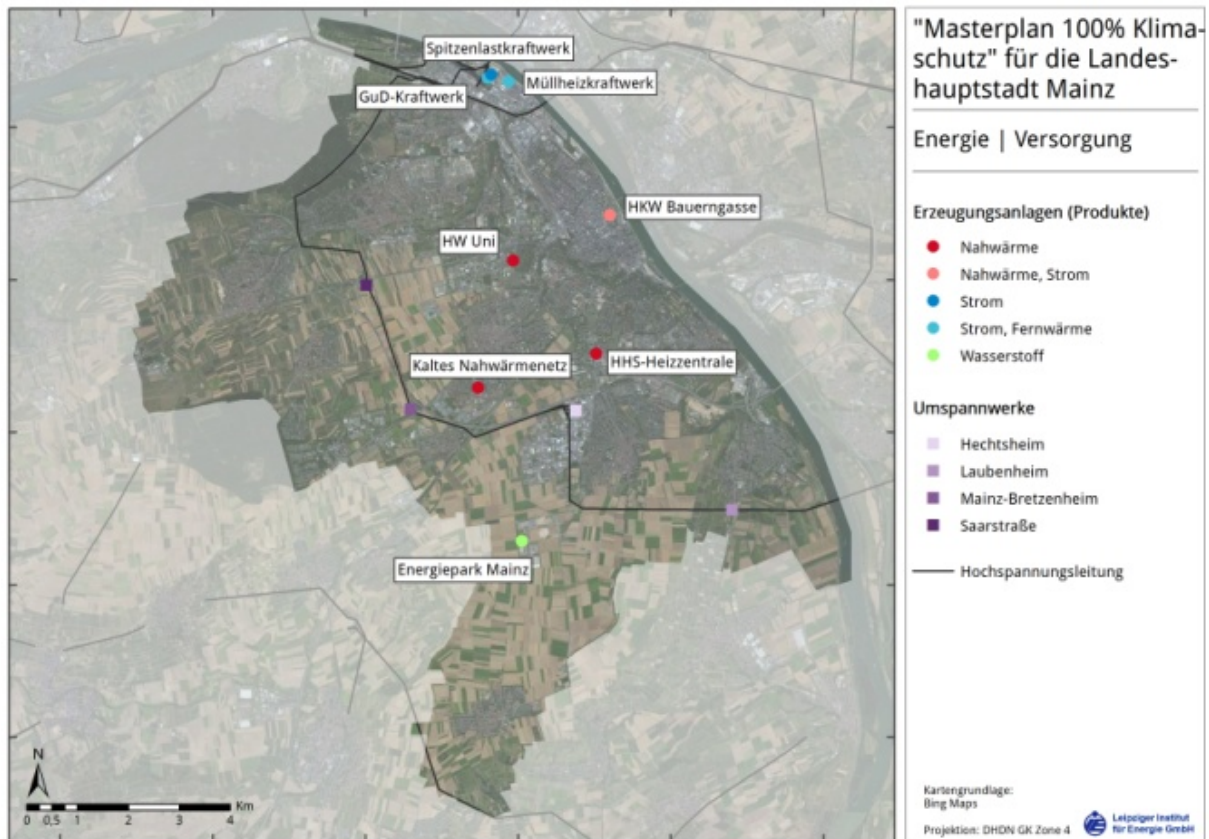 Spitzenlastkraftwerk
Müllheizkraftwerk
GuD-Kraftwerk
HKW Bauerngasse
HW Uni
Kaltes Nahwärmenetz
HHS-Heizzentrale
Energiepark Mainz
N
0 0,5 1 2 3 4 Km
"Masterplan 100% Klima-
schutz" für die Landes-
hauptstadt Mainz
Energie | Versorgung
Erzeugungsanlagen (Produkte)
Nahwärme
Nahwärme, Strom
Strom
Strom, Fernwärme
Wasserstoff
Umspannwerke
Hechtsheim
Laubenheim
Mainz-Bretzenheim
Saarstraße
Hochspannungsleitung
Kartengrundlage:
Bing Maps
Projektion: DHDN GK Zone 4
Leipziger Institut
für Energie GmbH